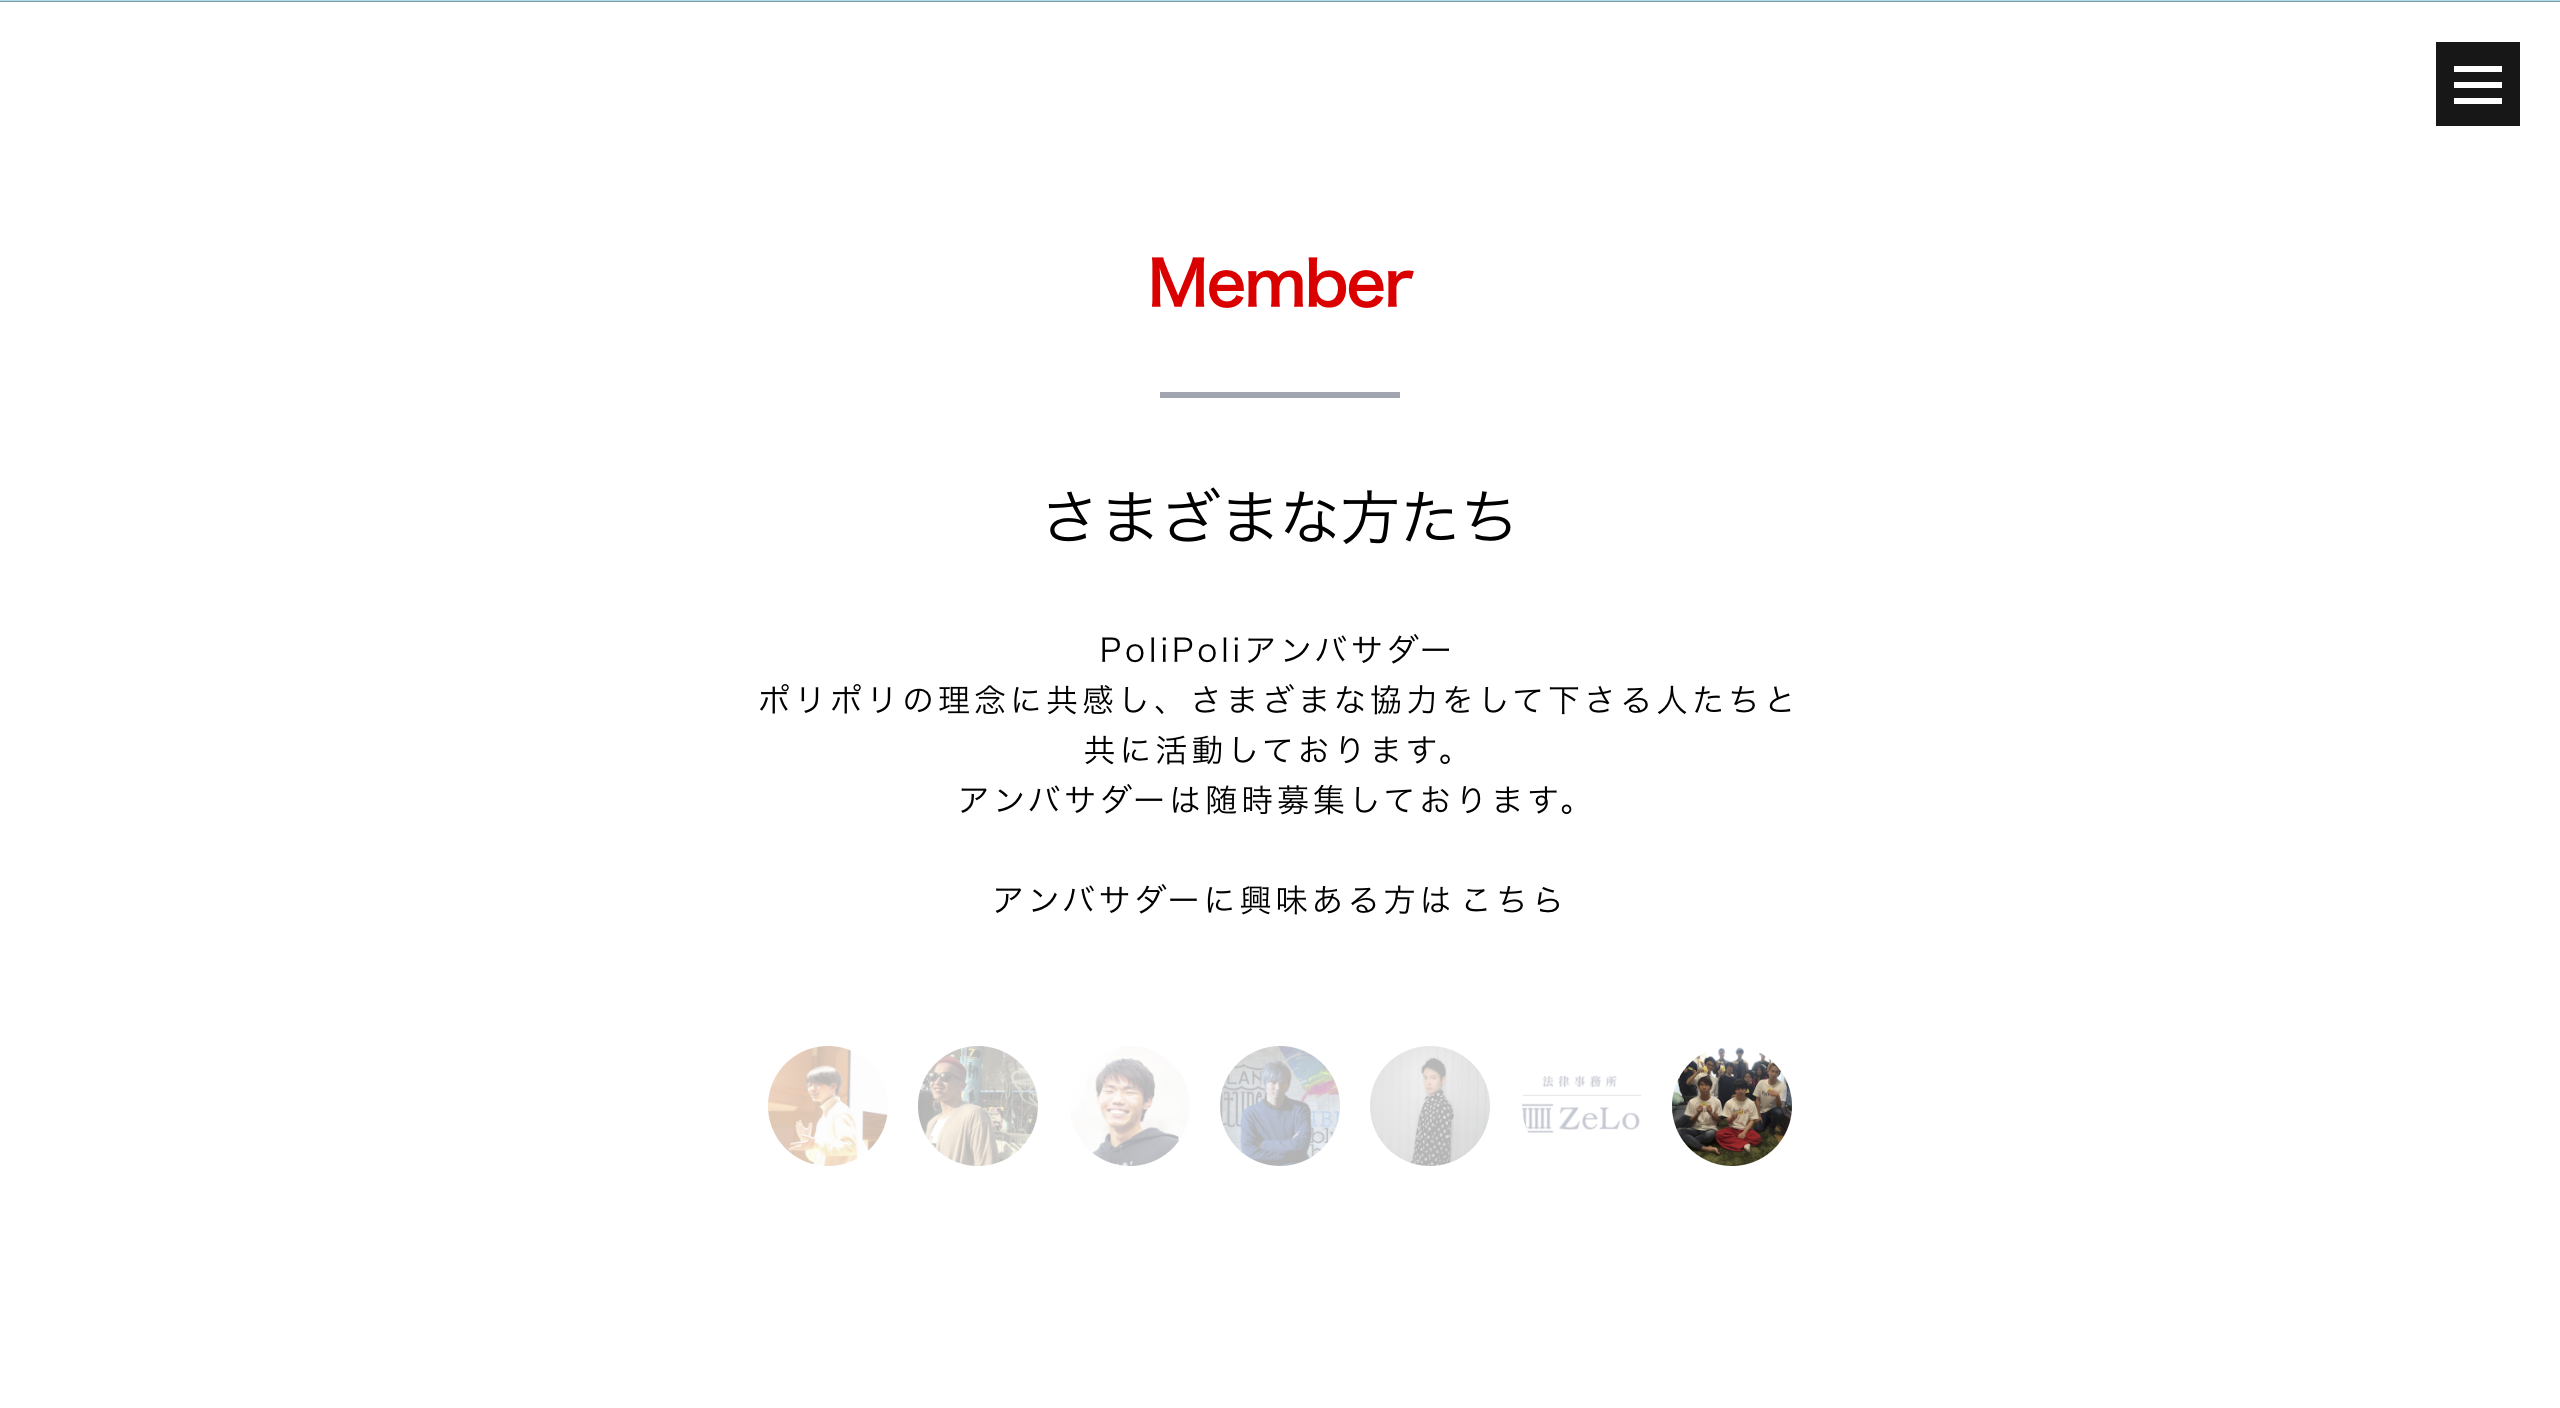 Member
さまざまな方たち
PoliPoliアンバサダー
ポリポリの理念に共感し、さまざまな協力をして下さる人たちと
共に活動しております。
アンバサダーは随時募集しております。
アンバサダーに興味ある方は こちら
法律事務所
ZeLo